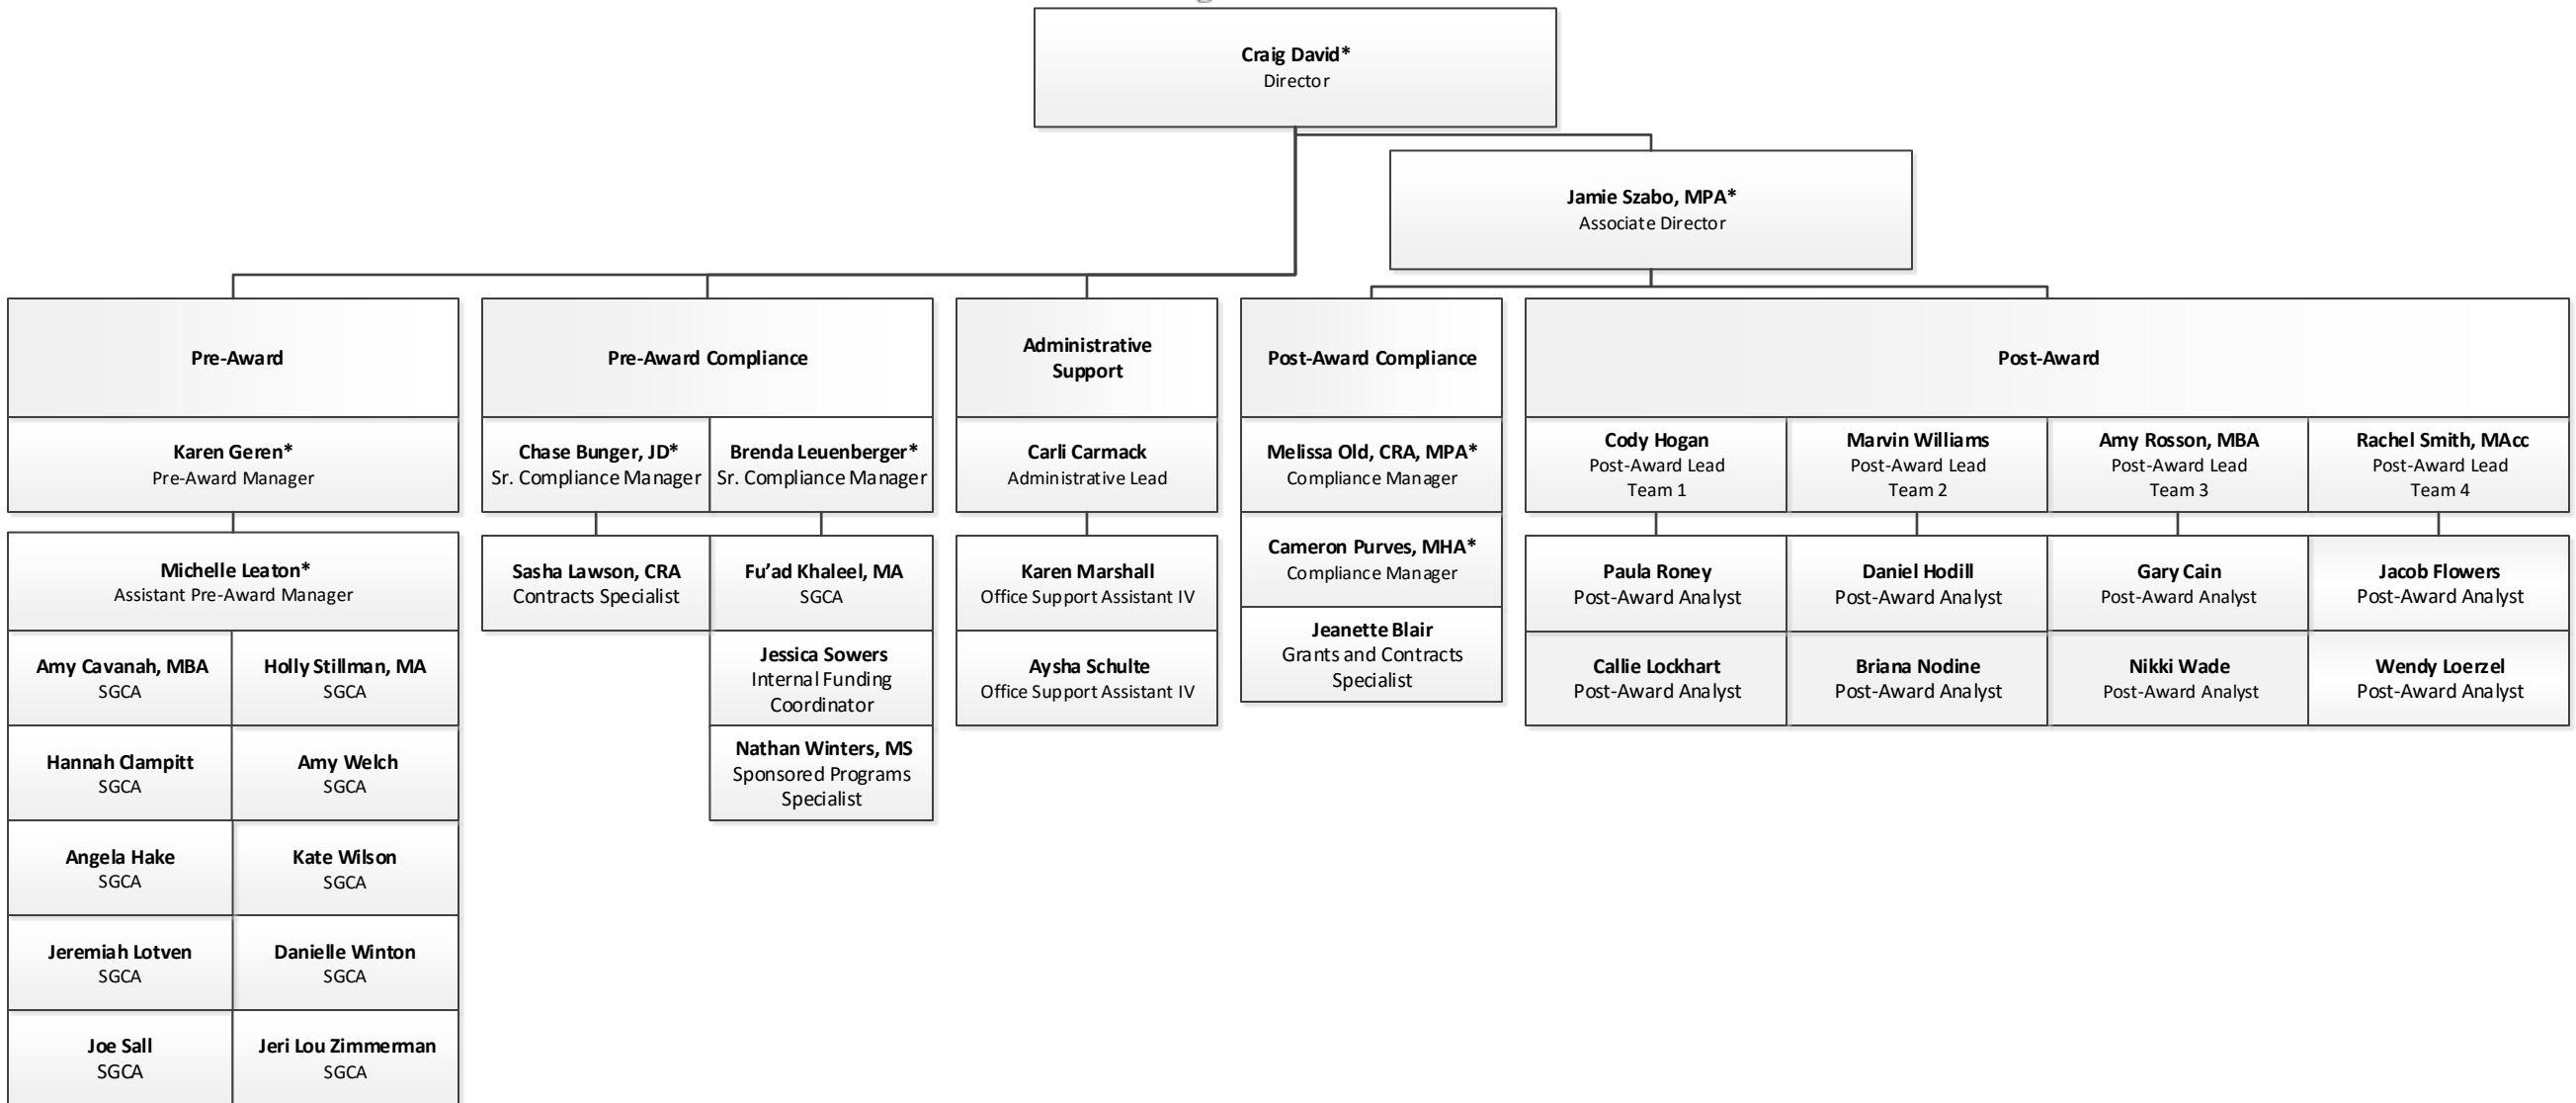 Craig David*
Director
Jamie Szabo, MPA*
Associate Director
Pre-Award
Karen Geren*
Pre-Award Manager
Michelle Leaton*
Assistant Pre-Award Manager
Amy Cavanah, MBA
SGCA
Holly Stillman, MA
SGCA
Hannah Clampitt
SGCA
Amy Welch
SGCA
Angela Hake
SGCA
Kate Wilson
SGCA
Jeremiah Lotven
SGCA
Danielle Winton
SGCA
Joe Sall
SGCA
Jeri Lou Zimmerman
SGCA
Pre-Award Compliance
Chase Bunger, JD*
Sr. Compliance Manager
Sasha Lawson, CRA
Contracts Specialist
Brenda Leuenberger*
Sr. Compliance Manager
Fu’ad Khaleel, MA
SGCA
Jessica Sowers
Internal Funding
Coordinator
Nathan Winters, MS
Sponsored Programs
Specialist
Administrative
Support
Carli Carmack
Administrative Lead
Karen Marshall
Office Support Assistant IV
Aysha Schulte
Office Support Assistant IV
Post-Award Compliance
Melissa Old, CRA, MPA*
Compliance Manager
Cameron Purves, MHA*
Compliance Manager
Jeanette Blair
Grants and Contracts
Specialist
Post-Award
Cody Hogan
Post-Award Lead
Team 1
Paula Roney
Post-Award Analyst
Callie Lockhart
Post-Award Analyst
Marvin Williams
Post-Award Lead
Team 2
Daniel Hodill
Post-Award Analyst
Briana Nodine
Post-Award Analyst
Amy Rosson, MBA
Post-Award Lead
Team 3
Gary Cain
Post-Award Analyst
Nikki Wade
Post-Award Analyst
Rachel Smith, MAcc
Post-Award Lead
Team 4
Jacob Flowers
Post-Award Analyst
Wendy Loerzel
Post-Award Analyst